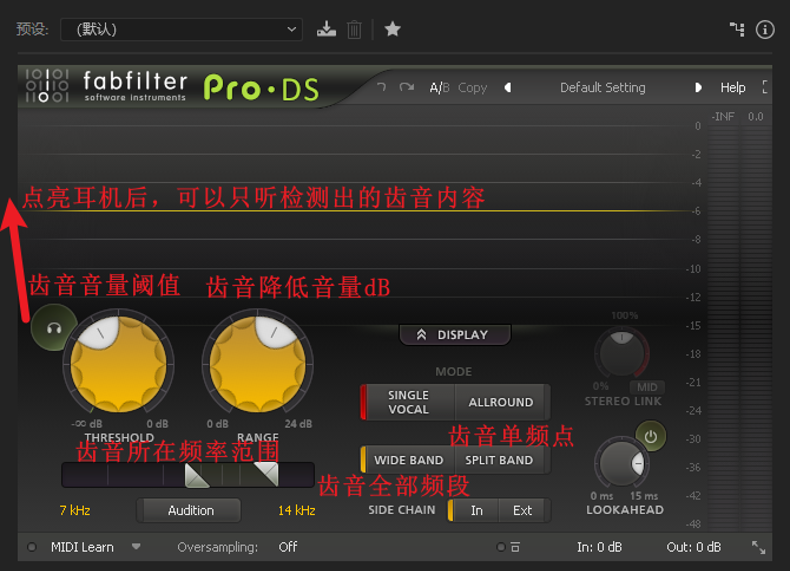 预设: (默认)
fabfilter
software instruments
Pro·DS
A/B Copy
Default Setting
Help
-INF 0.0
0
-2
-4
点亮耳机后，可以只听检测出的齿音内容
-6
-8
-10
齿音音量阈值 齿音降低音量dB
-12
-15
-18
-21
-24
-30
-36
-42
-48
DISPLAY
100%
0% MID
STEREO LINK
MODE
SINGLE VOCAL
ALLROUND
-∞ dB 0 dB
THRESHOLD
0 dB 24 dB
RANGE
齿音所在频率范围
齿音单频点
WIDE BAND
SPLIT BAND
齿音全部频段
0 ms 15 ms
LOOKAHEAD
7 kHz
Audition
14 kHz
SIDE CHAIN
In
Ext
MIDI Learn
Oversampling: Off
In: 0 dB
Out: 0 dB